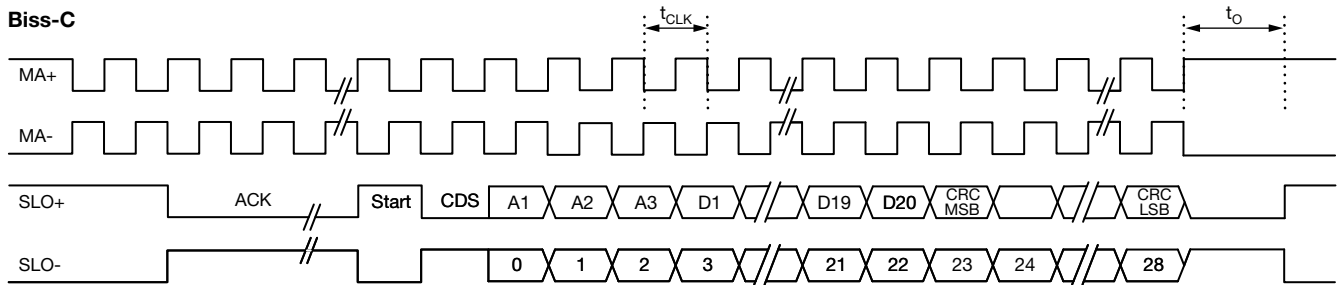 Biss-C
tCLK
tO
MA+
MA-
SLO+ ACK Start CDS A1 A2 A3 D1 D19 D20 CRC MSB CRC LSB
SLO- 0 1 2 3 21 22 23 24 28